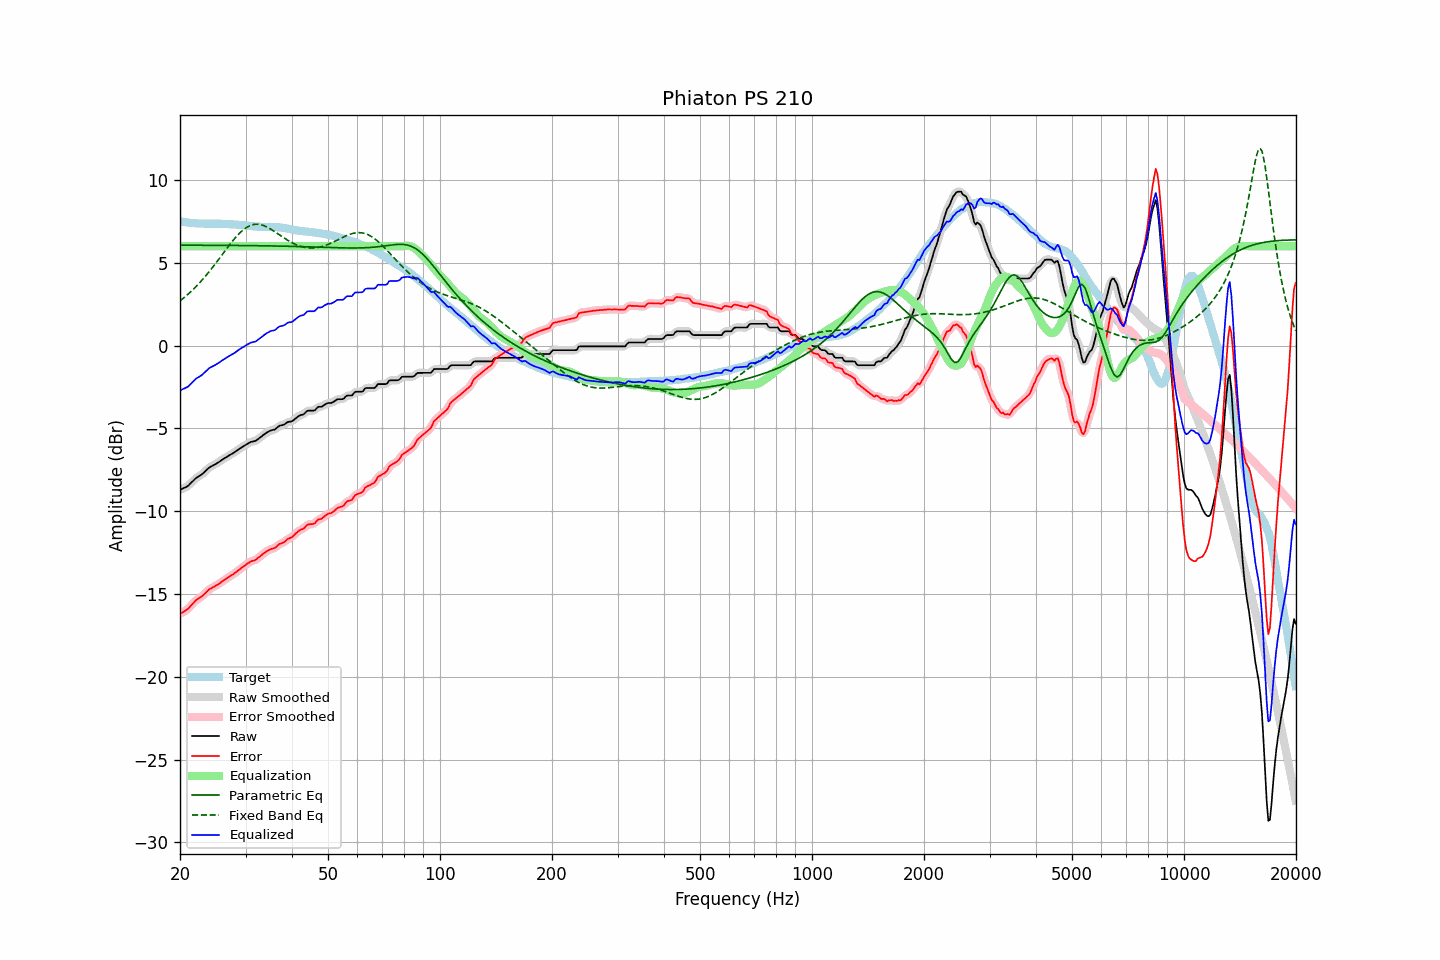 Phiaton PS 210
Amplitude (dBr)
10
5
0
−5
−10
−15
−20
−25
−30
Target
Raw Smoothed
Error Smoothed
Raw
Error
Equalization
Parametric Eq
Fixed Band Eq
Equalized
20 50 100 200 500 1000 2000 5000 10000 20000
Frequency (Hz)